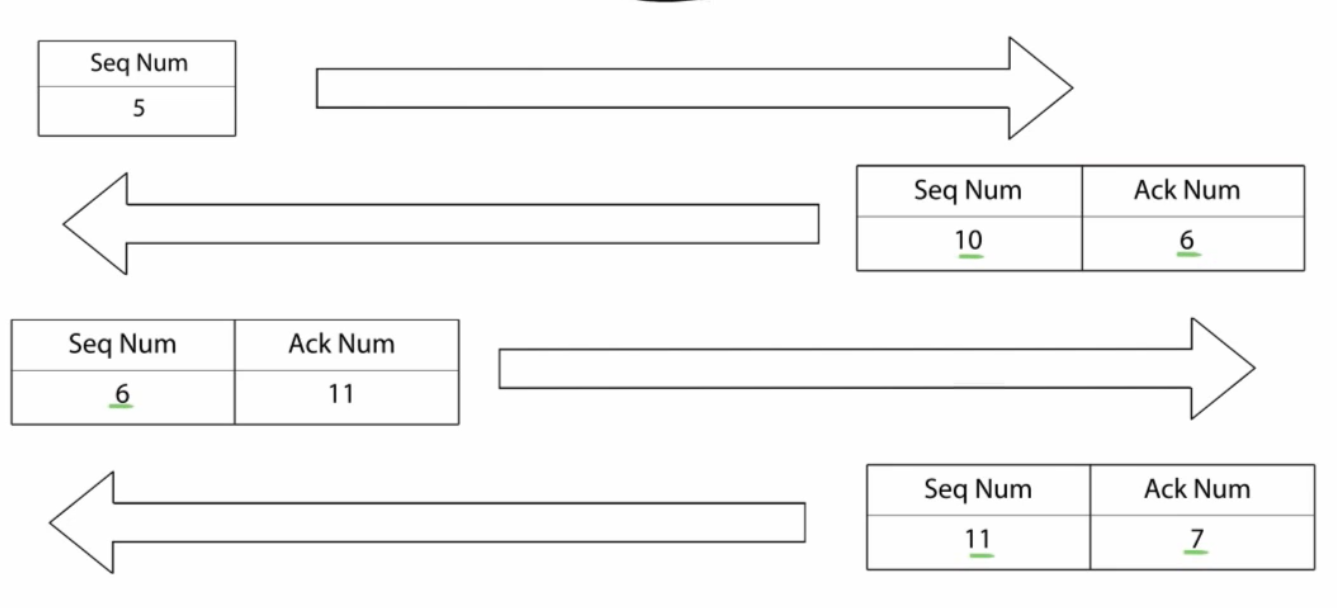 Seq Num
5
Seq Num Ack Num
10 6
Seq Num Ack Num
6 11
Seq Num Ack Num
11 7